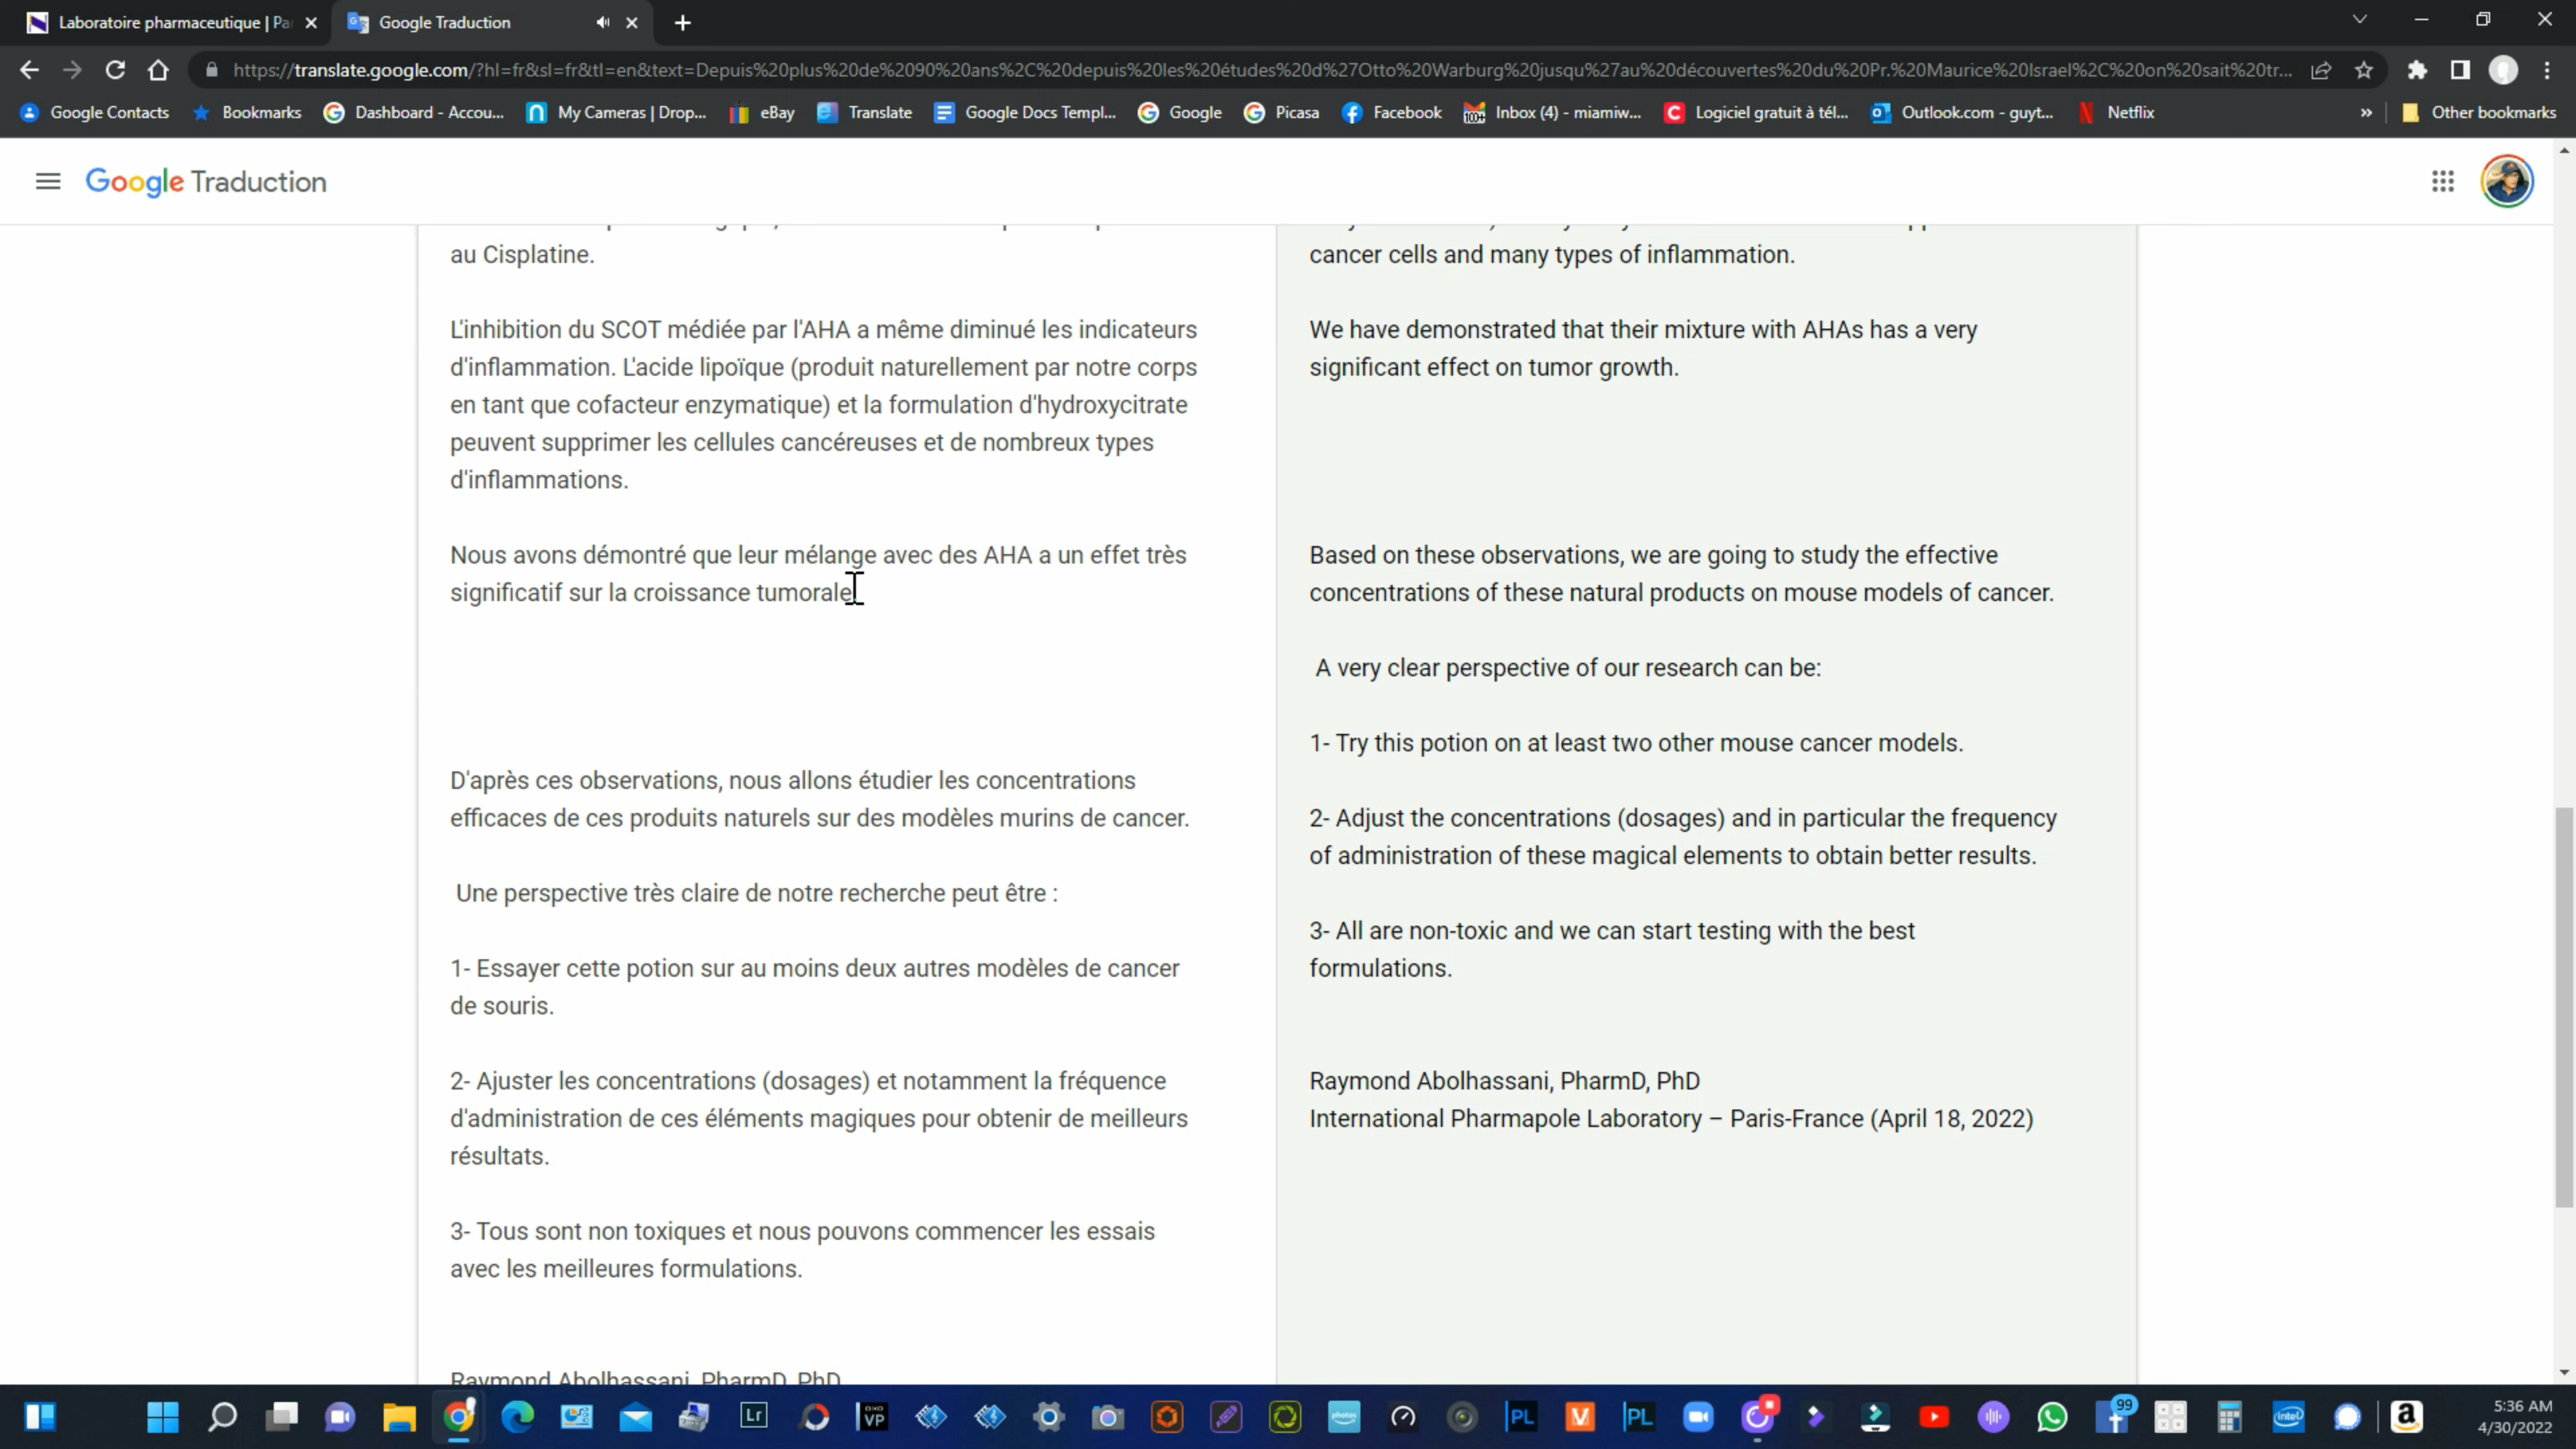 Laboratoire pharmaceutique | Pa
Google Traduction
https://translate.google.com/?hl=fr&sl=fr&tl=en&text=Depuis%20plus%20de%2090%20ans%2C%20depuis%20les%20études%20d%27Otto%20Warburg%20jusqu%27au%20découvertes%20du%20Pr.%20Maurice%20Israel%2C%20on%20sait%20tr...
Google Contacts
Bookmarks
Dashboard - Accou...
My Cameras | Drop...
eBay
Translate
Google Docs Templ...
Google
Picasa
Facebook
Inbox (4) - miamiw...
Logiciel gratuit à tél...
Outlook.com - guyt...
Netflix
»
Other bookmarks
Google Traduction
au Cisplatine.
L'inhibition du SCOT médiée par l'AHA a même diminué les indicateurs
d'inflammation. L'acide lipoïque (produit naturellement par notre corps
en tant que cofacteur enzymatique) et la formulation d'hydroxycitrate
peuvent supprimer les cellules cancéreuses et de nombreux types
d'inflammations.
Nous avons démontré que leur mélange avec des AHA a un effet très
significatif sur la croissance tumorale.
D'après ces observations, nous allons étudier les concentrations
efficaces de ces produits naturels sur des modèles murins de cancer.
Une perspective très claire de notre recherche peut être :
1- Essayer cette potion sur au moins deux autres modèles de cancer
de souris.
2- Ajuster les concentrations (dosages) et notamment la fréquence
d'administration de ces éléments magiques pour obtenir de meilleurs
résultats.
3- Tous sont non toxiques et nous pouvons commencer les essais
avec les meilleures formulations.
Raymond Abolhassani, PharmD, PhD
cancer cells and many types of inflammation.
We have demonstrated that their mixture with AHAs has a very
significant effect on tumor growth.
Based on these observations, we are going to study the effective
concentrations of these natural products on mouse models of cancer.
A very clear perspective of our research can be:
1- Try this potion on at least two other mouse cancer models.
2- Adjust the concentrations (dosages) and in particular the frequency
of administration of these magical elements to obtain better results.
3- All are non-toxic and we can start testing with the best
formulations.
Raymond Abolhassani, PharmD, PhD
International Pharmapole Laboratory – Paris-France (April 18, 2022)
Lr
VP
photos
PL
V
PL
99
intel
a
5:36 AM
4/30/2022